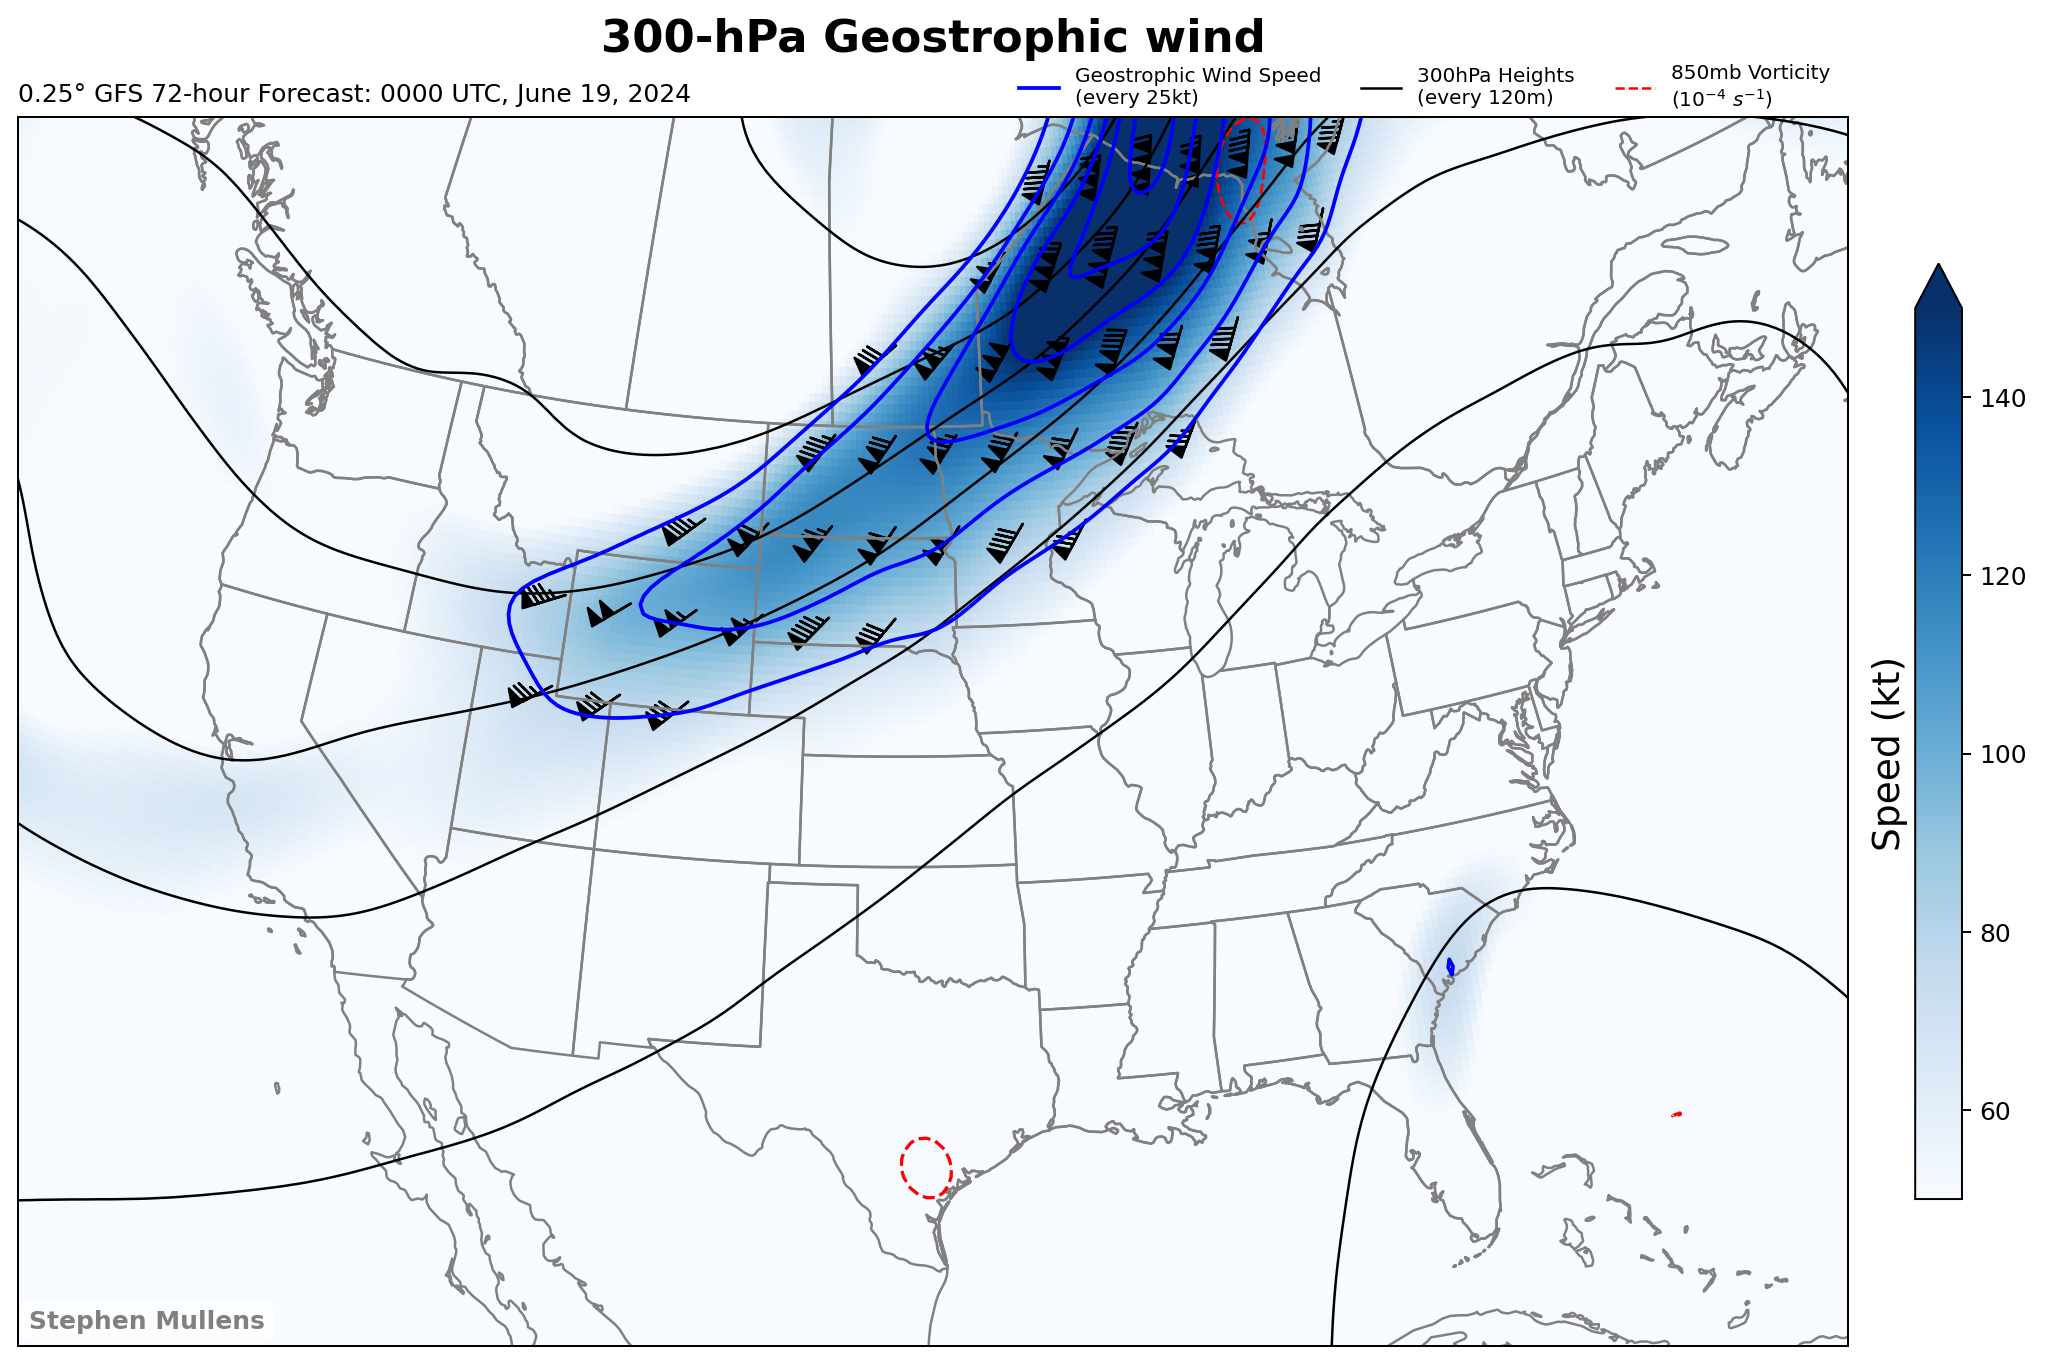 300-hPa Geostrophic wind
0.25° GFS 72-hour Forecast: 0000 UTC, June 19, 2024
Geostrophic Wind Speed
(every 25kt)
300hPa Heights
(every 120m)
850mb Vorticity
(10⁻⁴ s⁻¹)
140
120
100
80
60
Speed (kt)
Stephen Mullens